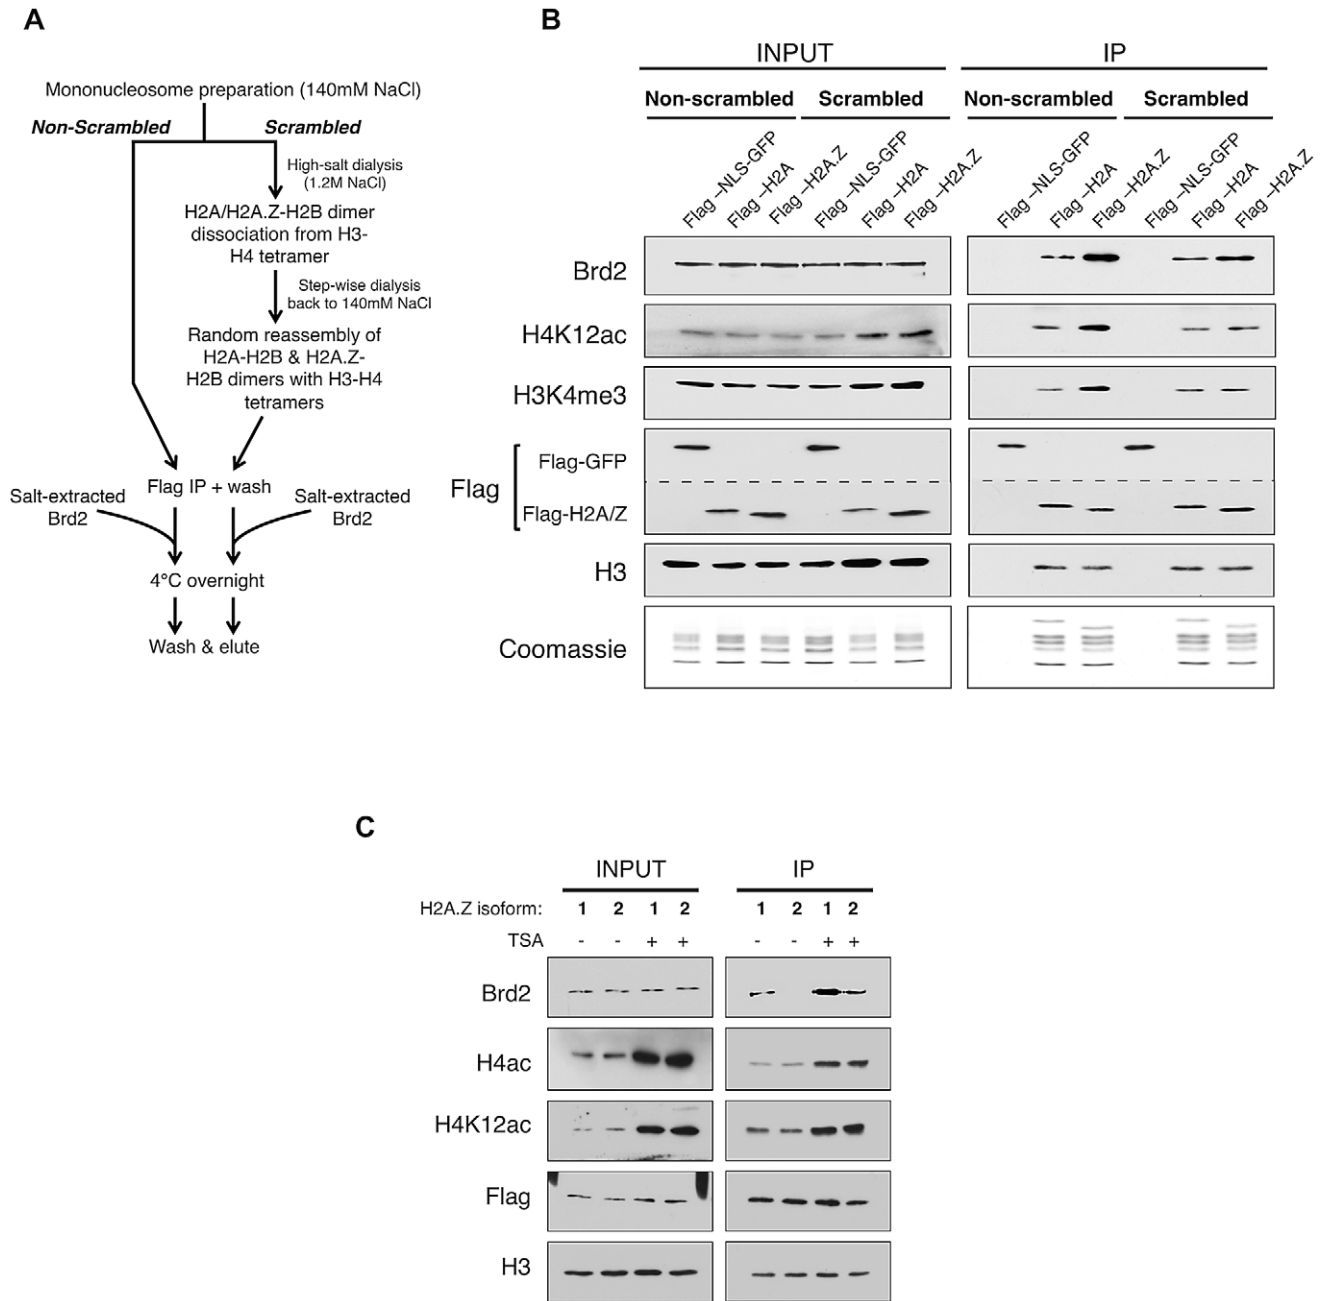 A
Mononucleosome preparation (140mM NaCl)
Non-Scrambled
Scrambled
High-salt dialysis
(1.2M NaCl)
H2A/H2A.Z-H2B dimer
dissociation from H3-
H4 tetramer
Step-wise dialysis
back to 140mM NaCl
Random reassembly of
H2A-H2B & H2A.Z-
H2B dimers with H3-H4
tetramers
Flag IP + wash
Salt-extracted
Brd2
Salt-extracted
Brd2
4°C overnight
Wash & elute
B
INPUT
IP
Non-scrambled
Scrambled
Non-scrambled
Scrambled
Flag –NLS-GFP
Flag –H2A
Flag –H2A.Z
Flag –NLS-GFP
Flag –H2A
Flag –H2A.Z
Flag –NLS-GFP
Flag –H2A
Flag –H2A.Z
Flag –NLS-GFP
Flag –H2A
Flag –H2A.Z
Brd2
H4K12ac
H3K4me3
Flag
Flag-GFP
Flag-H2A/Z
H3
Coomassie
C
INPUT
IP
H2A.Z isoform: 1 2 1 2 1 2 1 2
TSA - - + + - - + +
Brd2
H4ac
H4K12ac
Flag
H3